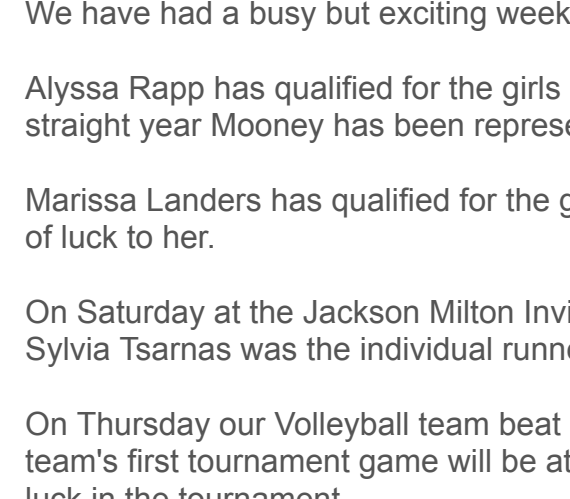 We have had a busy but exciting week
Alyssa Rapp has qualified for the girls
straight year Mooney has been
Marissa Landers has qualified for the
of luck to her.
On Saturday at the Jackson Milton
Sylvia Tsarnas was the individual
On Thursday our Volleyball team beat
team's first tournament game will be at
luck in the tournament